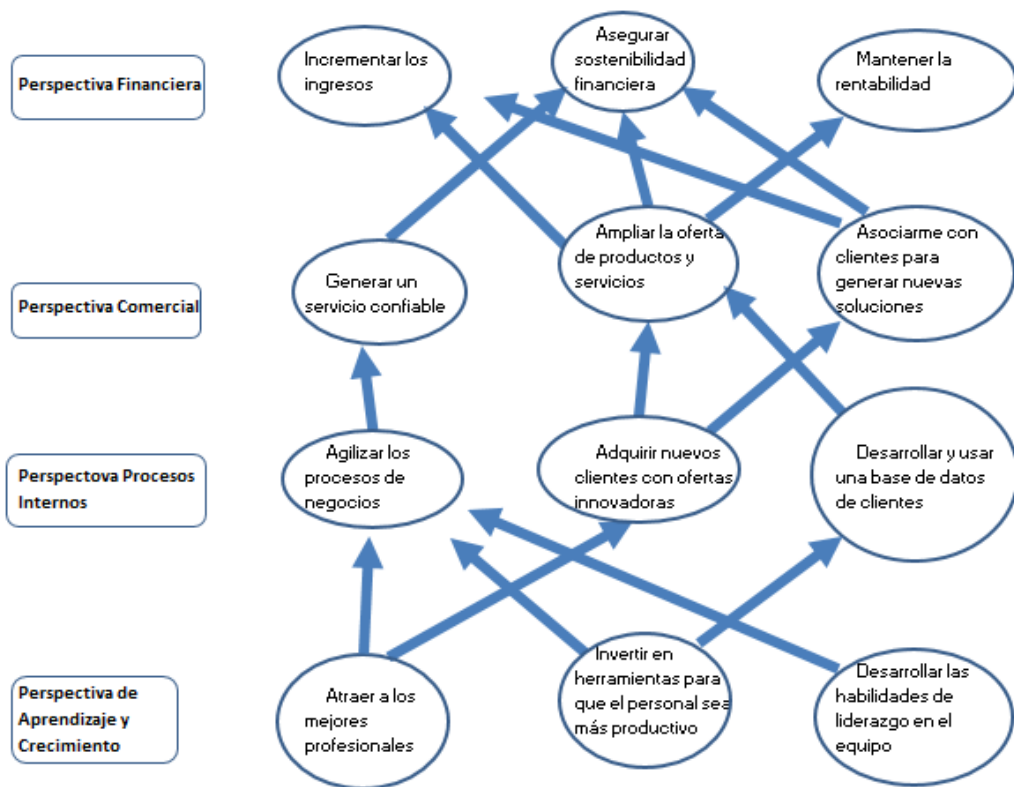 Perspectiva Financiera
Incrementar los
ingresos
Asegurar
sostenibilidad
financiera
Mantener la
rentabilidad
Perspectiva Comercial
Generar un
servicio confiable
Ampliar la oferta
de productos y
servicios
Asociarme con
clientes para
generar nuevas
soluciones
Perspectova Procesos
Internos
Agilizar los
procesos de
negocios
Adquirir nuevos
clientes con ofertas
innovadoras
Desarrollar y usar
una base de datos
de clientes
Perspectiva de
Aprendizaje y
Crecimiento
Atraer a los
mejores
profesionales
Invertir en
herramientas para
que el personal sea
más productivo
Desarrollar las
habilidades de
liderazgo en el
equipo